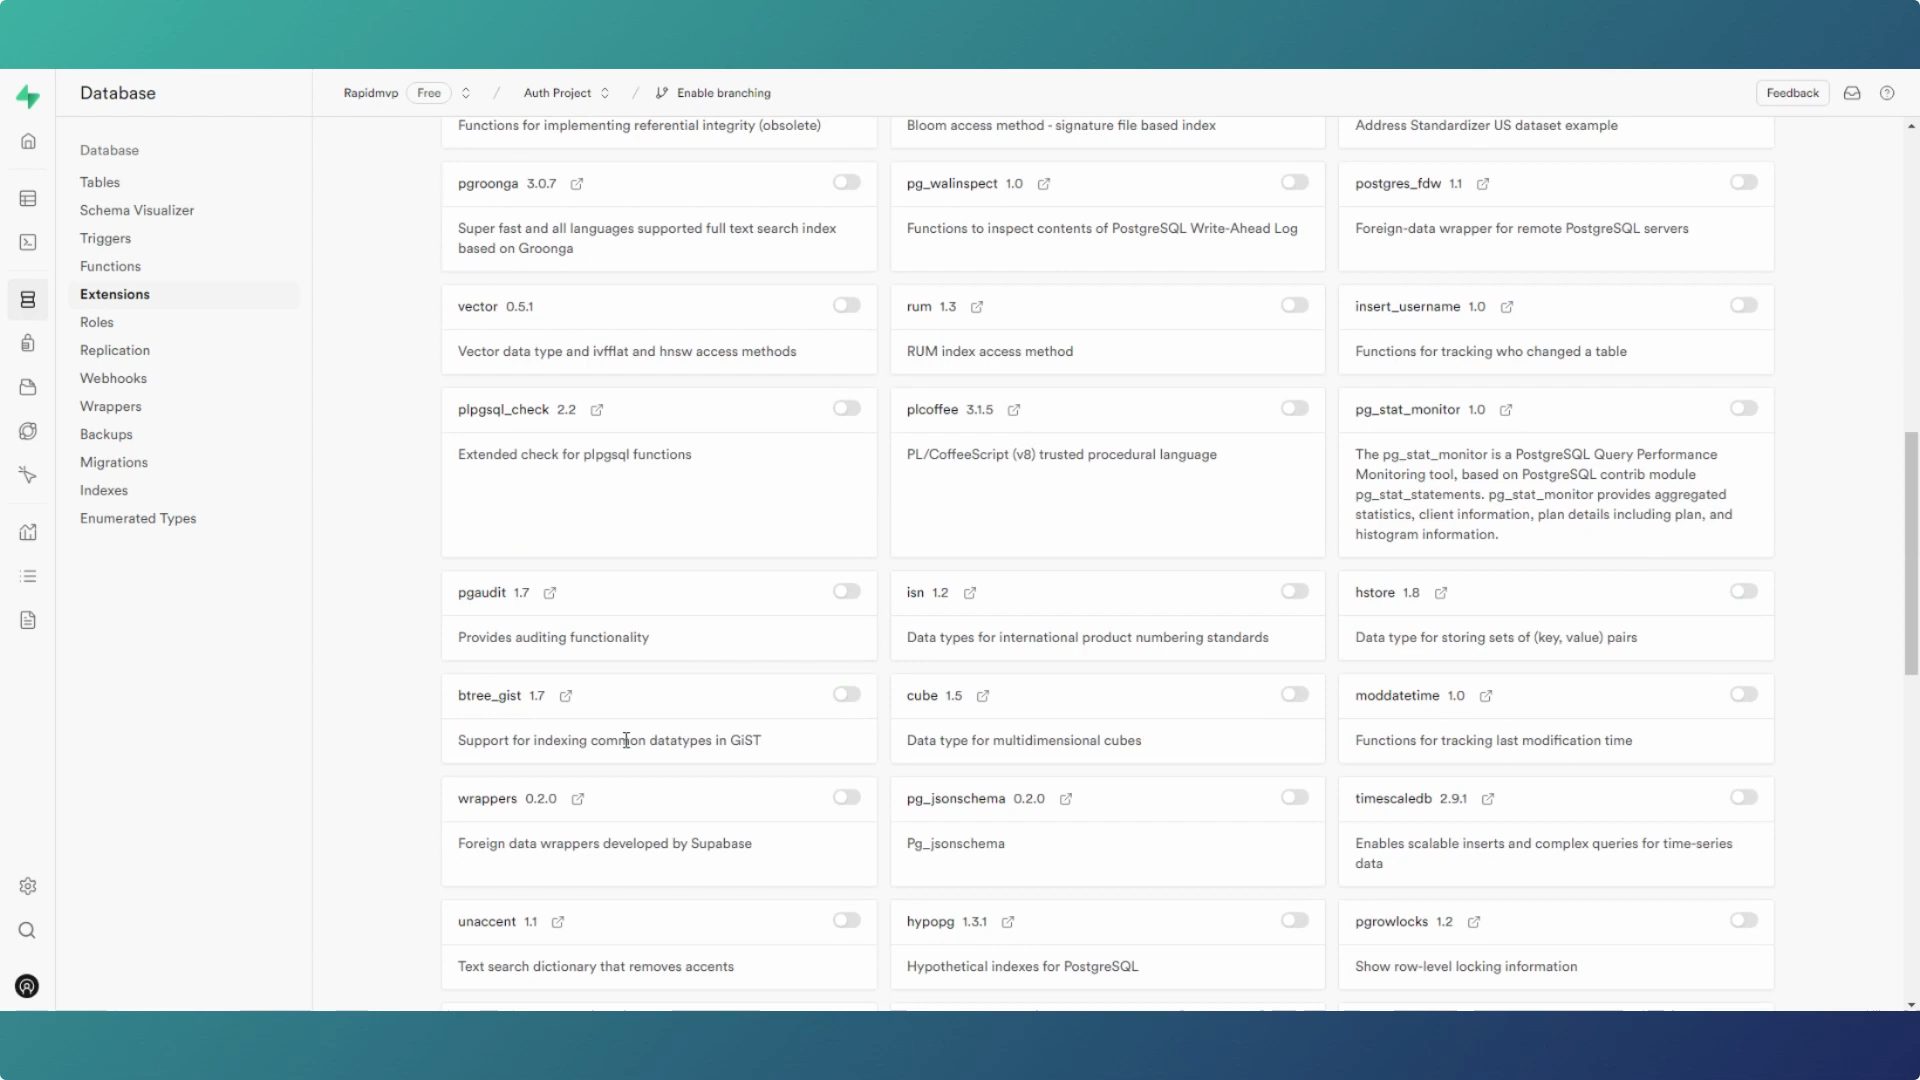 Database
Rapidmvp Free / Auth Project / Enable branching
Feedback
Database
Tables
Schema Visualizer
Triggers
Functions
Extensions
Roles
Replication
Webhooks
Wrappers
Backups
Migrations
Indexes
Enumerated Types
Functions for implementing referential integrity (obsolete)
Bloom access method - signature file based index
Address Standardizer US dataset example
pgroonga 3.0.7
Super fast and all languages supported full text search index
based on Groonga
pg_walinspect 1.0
Functions to inspect contents of PostgreSQL Write-Ahead Log
postgres_fdw 1.1
Foreign-data wrapper for remote PostgreSQL servers
vector 0.5.1
Vector data type and ivfflat and hnsw access methods
rum 1.3
RUM index access method
insert_username 1.0
Functions for tracking who changed a table
plpgsql_check 2.2
Extended check for plpgsql functions
plcoffee 3.1.5
PL/CoffeeScript (v8) trusted procedural language
pg_stat_monitor 1.0
The pg_stat_monitor is a PostgreSQL Query Performance
Monitoring tool, based on PostgreSQL contrib module
pg_stat_statements. pg_stat_monitor provides aggregated
statistics, client information, plan details including plan, and
histogram information.
pgaudit 1.7
Provides auditing functionality
isn 1.2
Data types for international product numbering standards
hstore 1.8
Data type for storing sets of (key, value) pairs
btree_gist 1.7
Support for indexing common datatypes in GiST
cube 1.5
Data type for multidimensional cubes
moddatetime 1.0
Functions for tracking last modification time
wrappers 0.2.0
Foreign data wrappers developed by Supabase
pg_jsonschema 0.2.0
Pg_jsonschema
timescaledb 2.9.1
Enables scalable inserts and complex queries for time-series
data
unaccent 1.1
Text search dictionary that removes accents
hypopg 1.3.1
Hypothetical indexes for PostgreSQL
pgrowlocks 1.2
Show row-level locking information